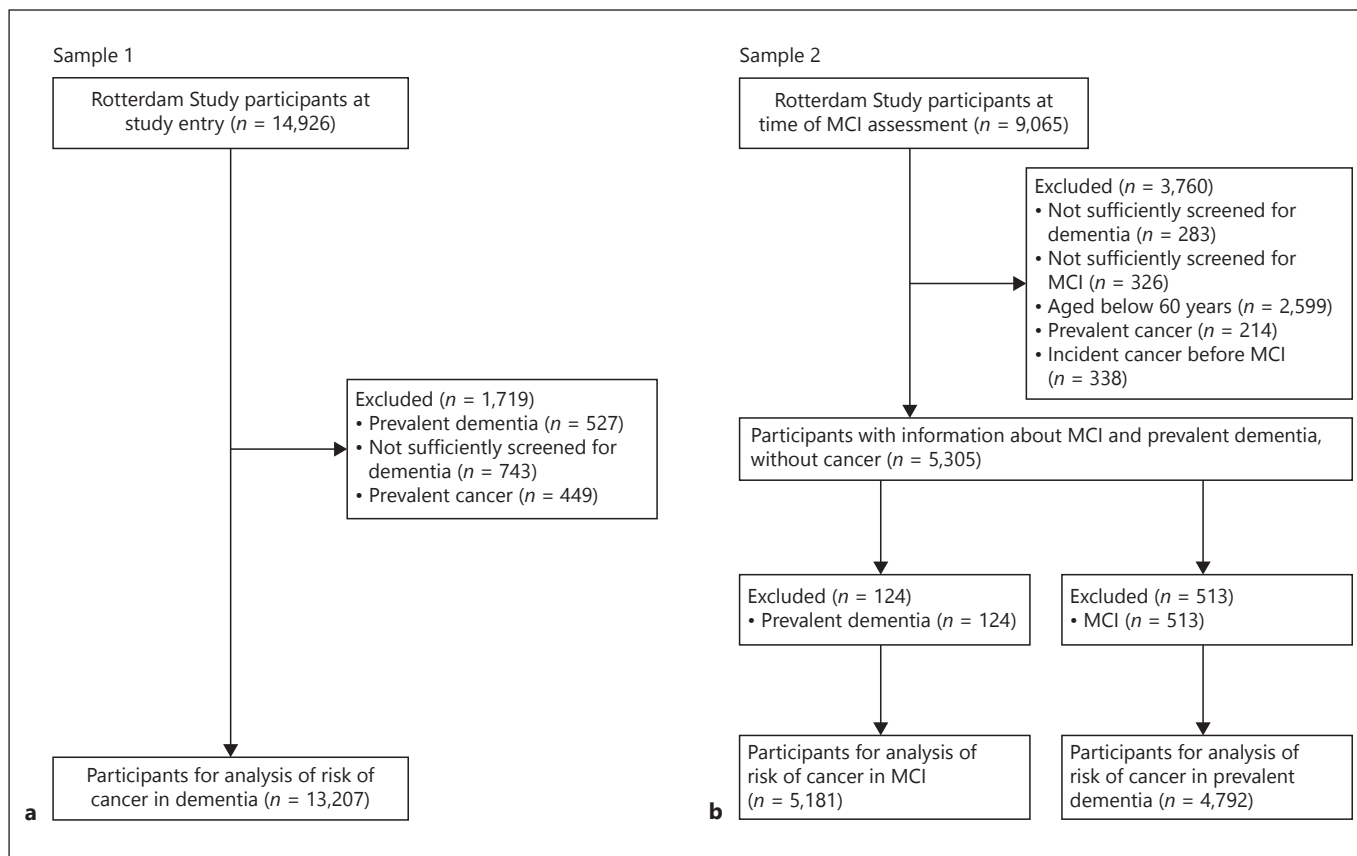 Sample 1
Rotterdam Study participants at
study entry (n = 14,926)
Excluded (n = 1,719)
• Prevalent dementia (n = 527)
• Not sufficiently screened for
dementia (n = 743)
• Prevalent cancer (n = 449)
Participants for analysis of risk of
cancer in dementia (n = 13,207)
a
Sample 2
Rotterdam Study participants at
time of MCI assessment (n = 9,065)
Excluded (n = 3,760)
• Not sufficiently screened for
dementia (n = 283)
• Not sufficiently screened for
MCI (n = 326)
• Aged below 60 years (n = 2,599)
• Prevalent cancer (n = 214)
• Incident cancer before MCI
(n = 338)
Participants with information about MCI and prevalent dementia,
without cancer (n = 5,305)
Excluded (n = 124)
• Prevalent dementia (n = 124)
Excluded (n = 513)
• MCI (n = 513)
Participants for analysis of
risk of cancer in MCI
(n = 5,181)
Participants for analysis of
risk of cancer in prevalent
dementia (n = 4,792)
b